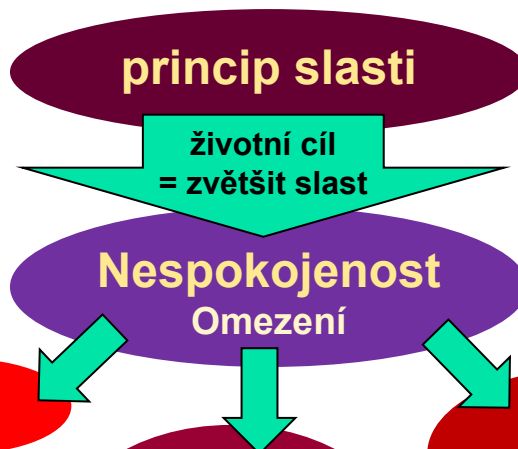 princip slasti
životní cíl
= zvětšit slast
Nespokojenost
Omezení